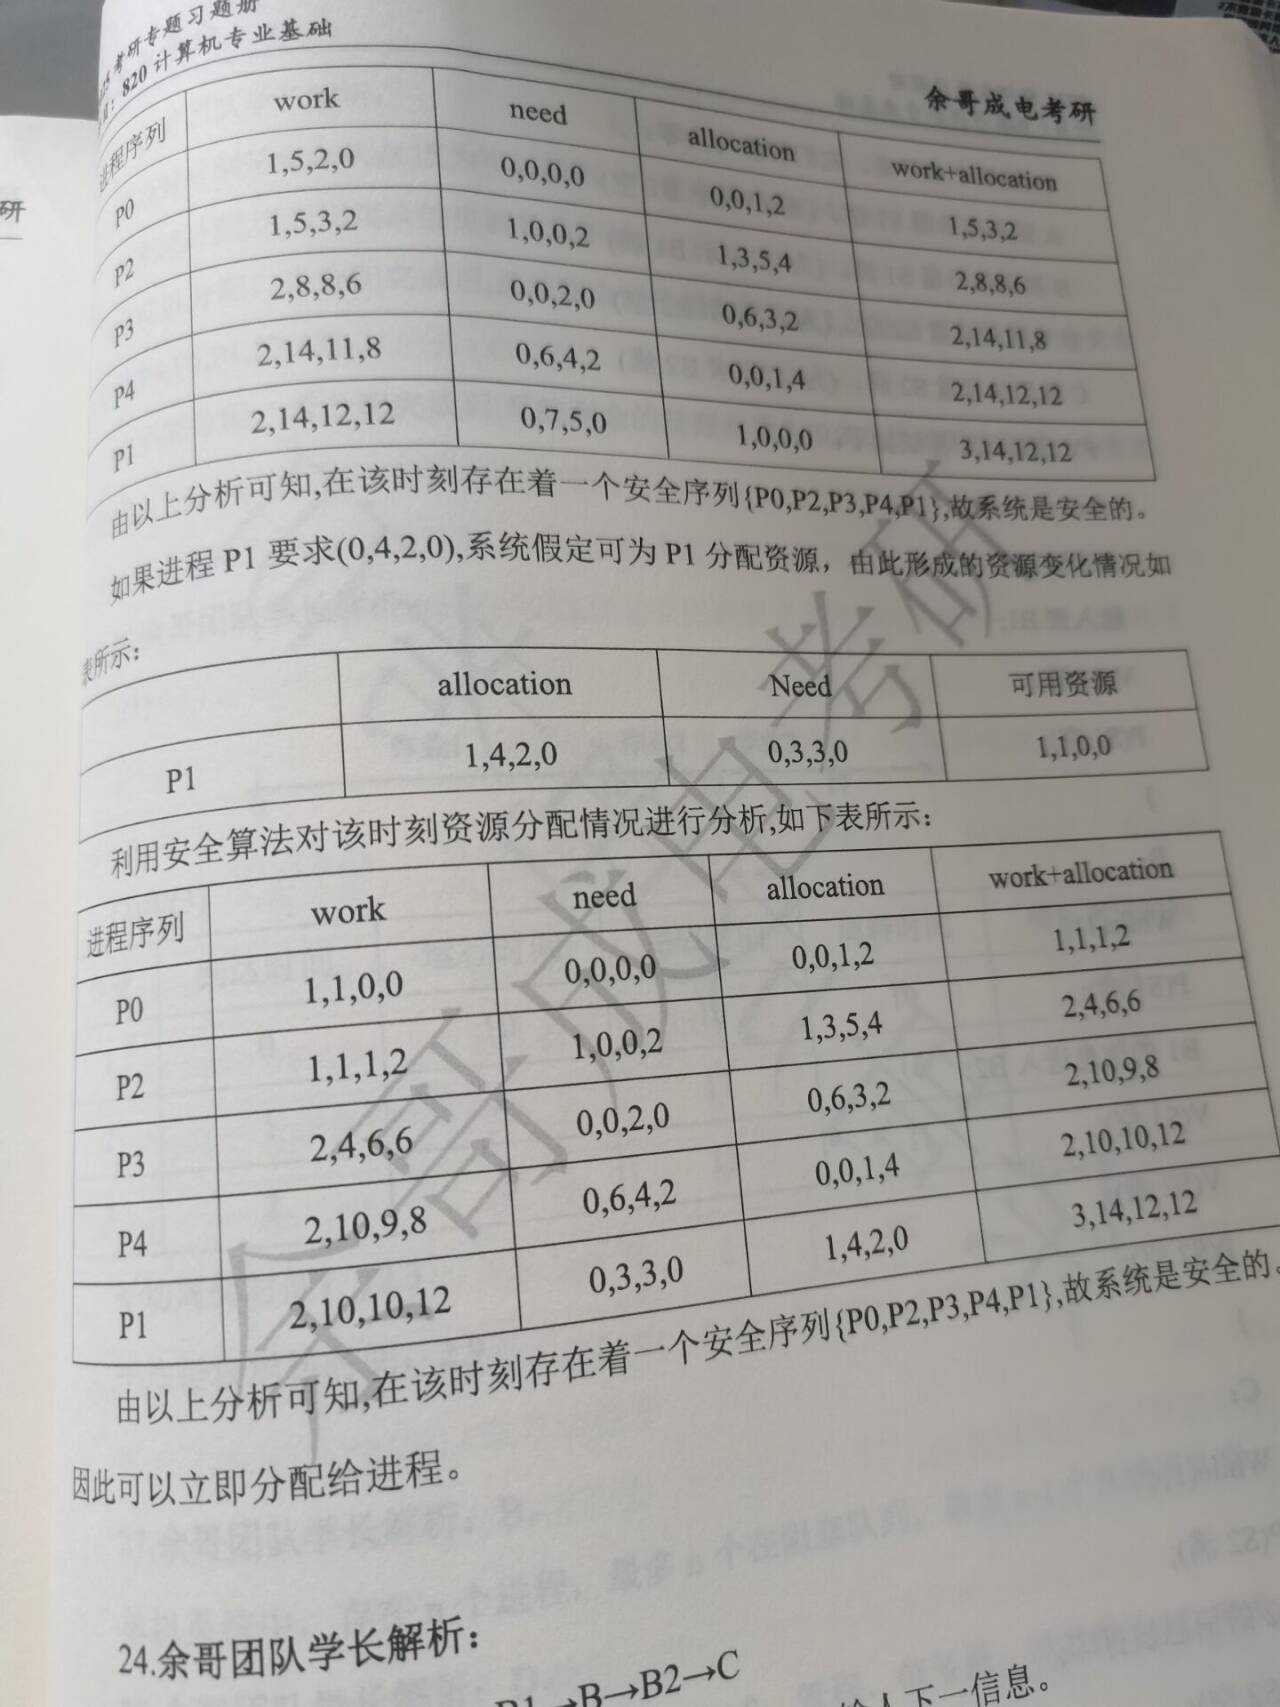 考研专题习题册
820 计算机专业基础
余哥成电考研
研
进程序列 work need allocation work+allocation
P0 1,5,2,0 0,0,0,0 0,0,1,2 1,5,3,2
P2 1,5,3,2 1,0,0,2 1,3,5,4 2,8,8,6
P3 2,8,8,6 0,0,2,0 0,6,3,2 2,14,11,8
P4 2,14,11,8 0,6,4,2 0,0,1,4 2,14,12,12
P1 2,14,12,12 0,7,5,0 1,0,0,0 3,14,12,12
由以上分析可知,在该时刻存在着一个安全序列{P0,P2,P3,P4,P1},故系统是安全的。
如果进程 P1 要求(0,4,2,0),系统假定可为 P1 分配资源，由此形成的资源变化情况如
表所示：
allocation Need 可用资源
P1 1,4,2,0 0,3,3,0 1,1,0,0
利用安全算法对该时刻资源分配情况进行分析,如下表所示：
进程序列 work need allocation work+allocation
P0 1,1,0,0 0,0,0,0 0,0,1,2 1,1,1,2
P2 1,1,1,2 1,0,0,2 1,3,5,4 2,4,6,6
P3 2,4,6,6 0,0,2,0 0,6,3,2 2,10,9,8
P4 2,10,9,8 0,6,4,2 0,0,1,4 2,10,10,12
P1 2,10,10,12 0,3,3,0 1,4,2,0 3,14,12,12
由以上分析可知,在该时刻存在着一个安全序列{P0,P2,P3,P4,P1},故系统是安全的。
因此可以立即分配给进程。
24.余哥团队学长解析：
B1→B→B2→C
输入下一信息。
余哥成电考研